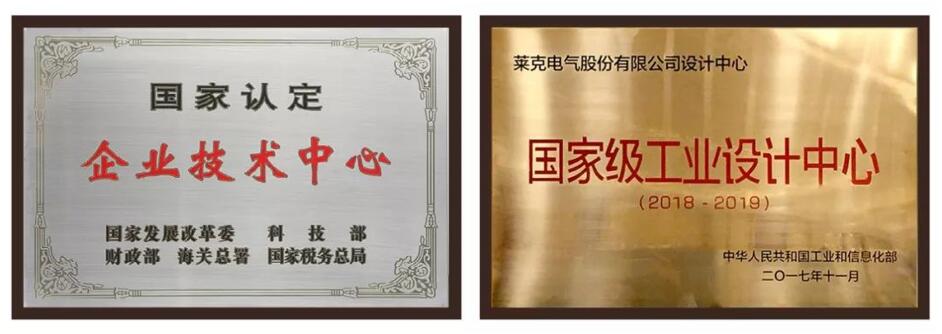 国家认定
企业技术中心
国家发展改革委 科技部
财政部 海关总署 国家税务总局
莱克电气股份有限公司设计中心
国家级工业设计中心
(2018-2019)
中华人民共和国工业和信息化部
二〇一七年十一月